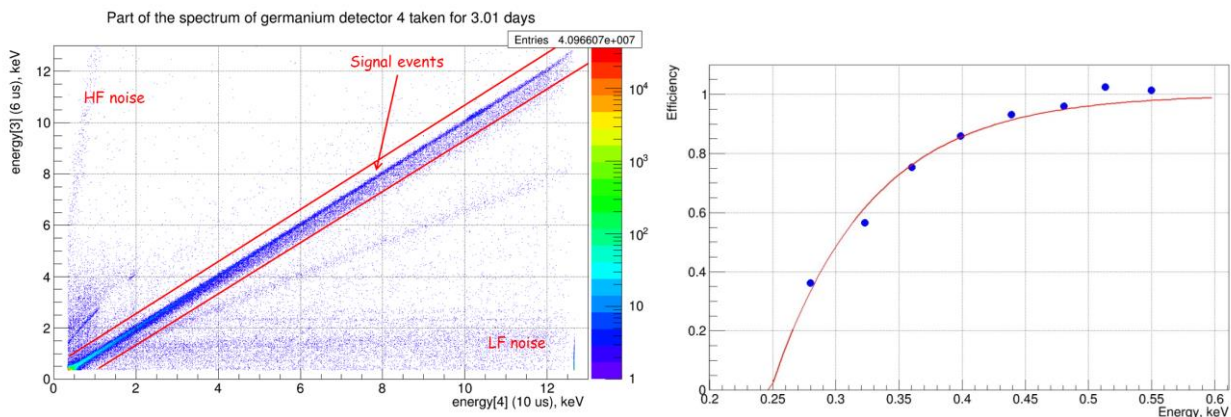 Part of the spectrum of germanium detector 4 taken for 3.01 days
Entries 4.096607e+007
energy[3] (6 us), keV
12
10
8
6
4
2
0
HF noise
Signal events
LF noise
0 2 4 6 8 10 12
energy[4] (10 us), keV
10⁴
10³
10²
10
1
Efficiency
1
0.8
0.6
0.4
0.2
0
0.2 0.25 0.3 0.35 0.4 0.45 0.5 0.55 0.6
Energy, keV